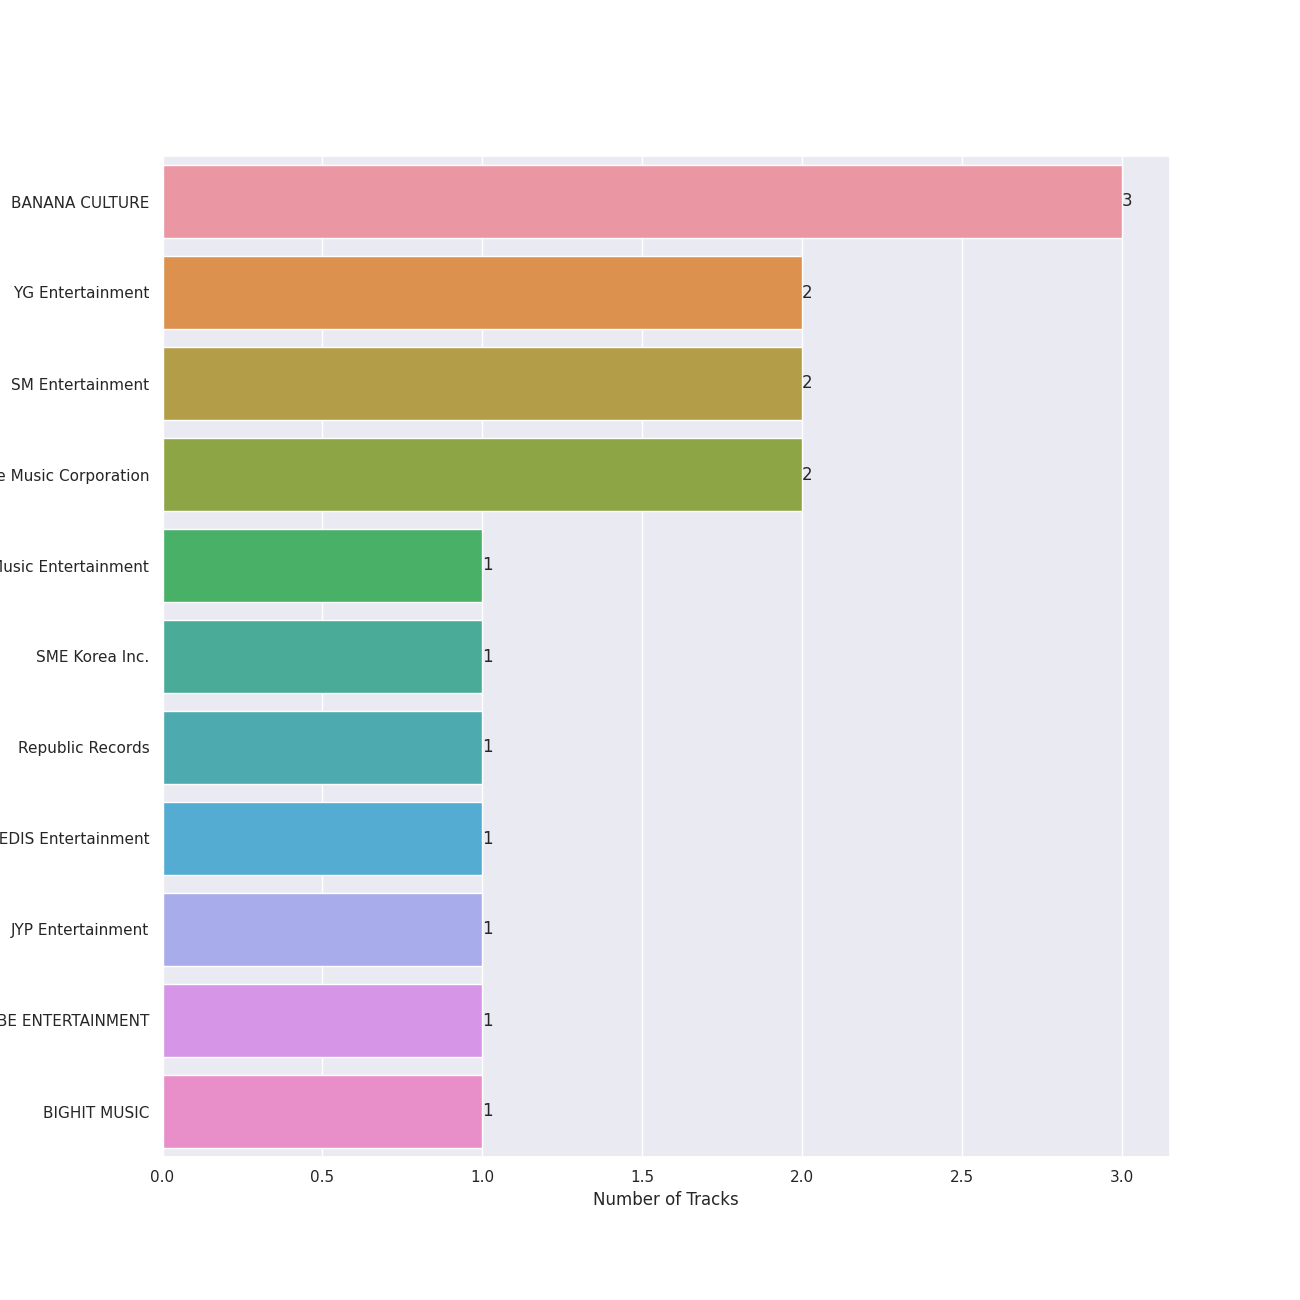 BANANA CULTURE
3
YG Entertainment
2
SM Entertainment
2
e Music Corporation
2
Music Entertainment
1
SME Korea Inc.
1
Republic Records
1
EDIS Entertainment
1
JYP Entertainment
1
BE ENTERTAINMENT
1
BIGHIT MUSIC
1
0.0 0.5 1.0 1.5 2.0 2.5 3.0
Number of Tracks